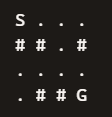 S . . .
# # . #
. . . .
. # # G